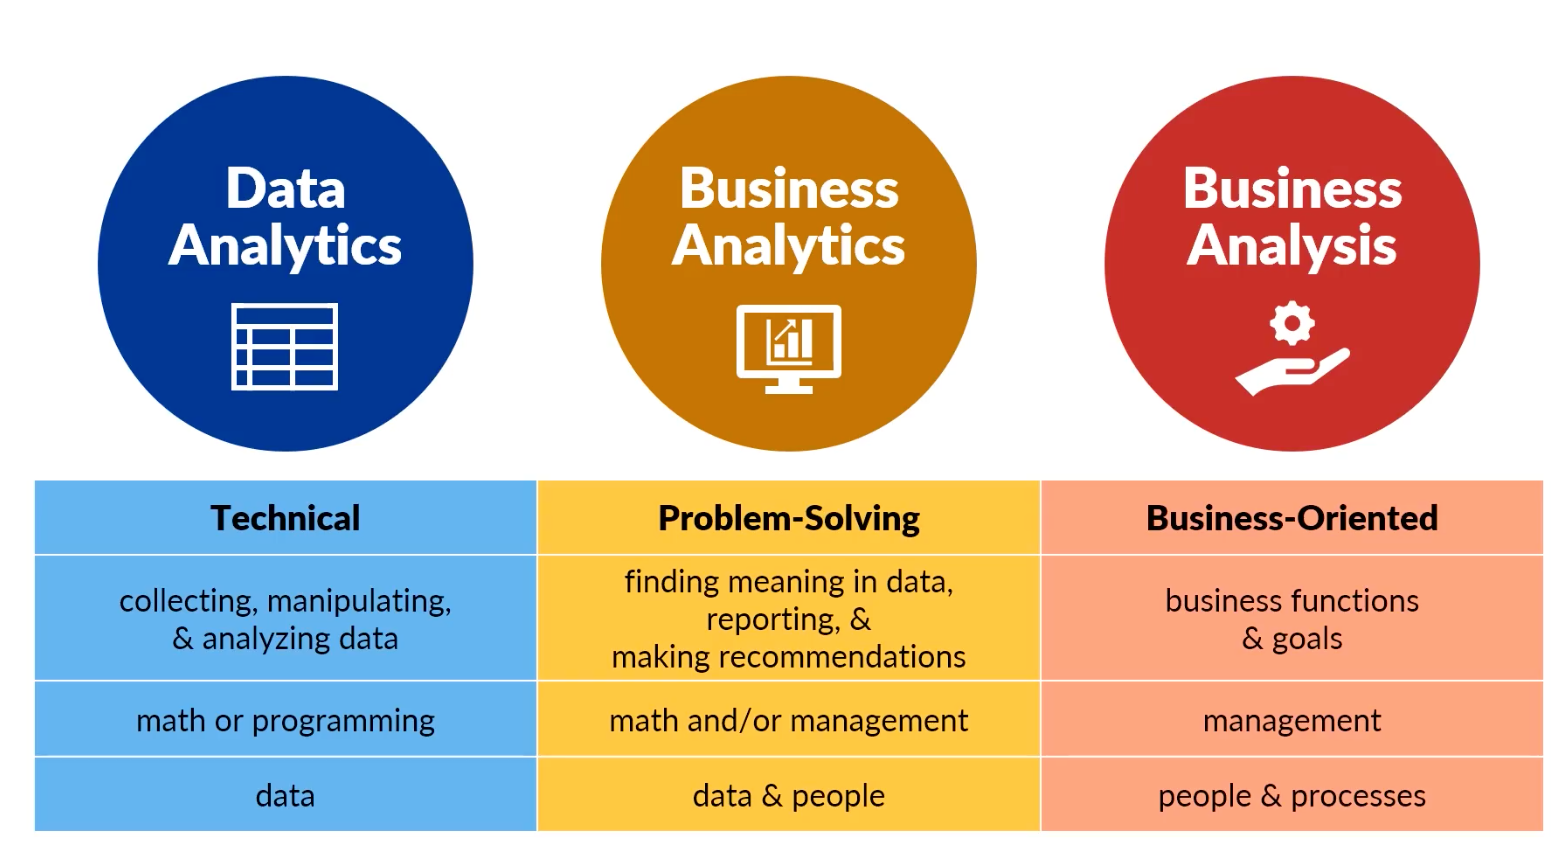 Data
Analytics
Business
Analytics
Business
Analysis
Technical
Problem-Solving
Business-Oriented
collecting, manipulating,
& analyzing data
finding meaning in data,
reporting, &
making recommendations
business functions
& goals
math or programming
math and/or management
management
data
data & people
people & processes